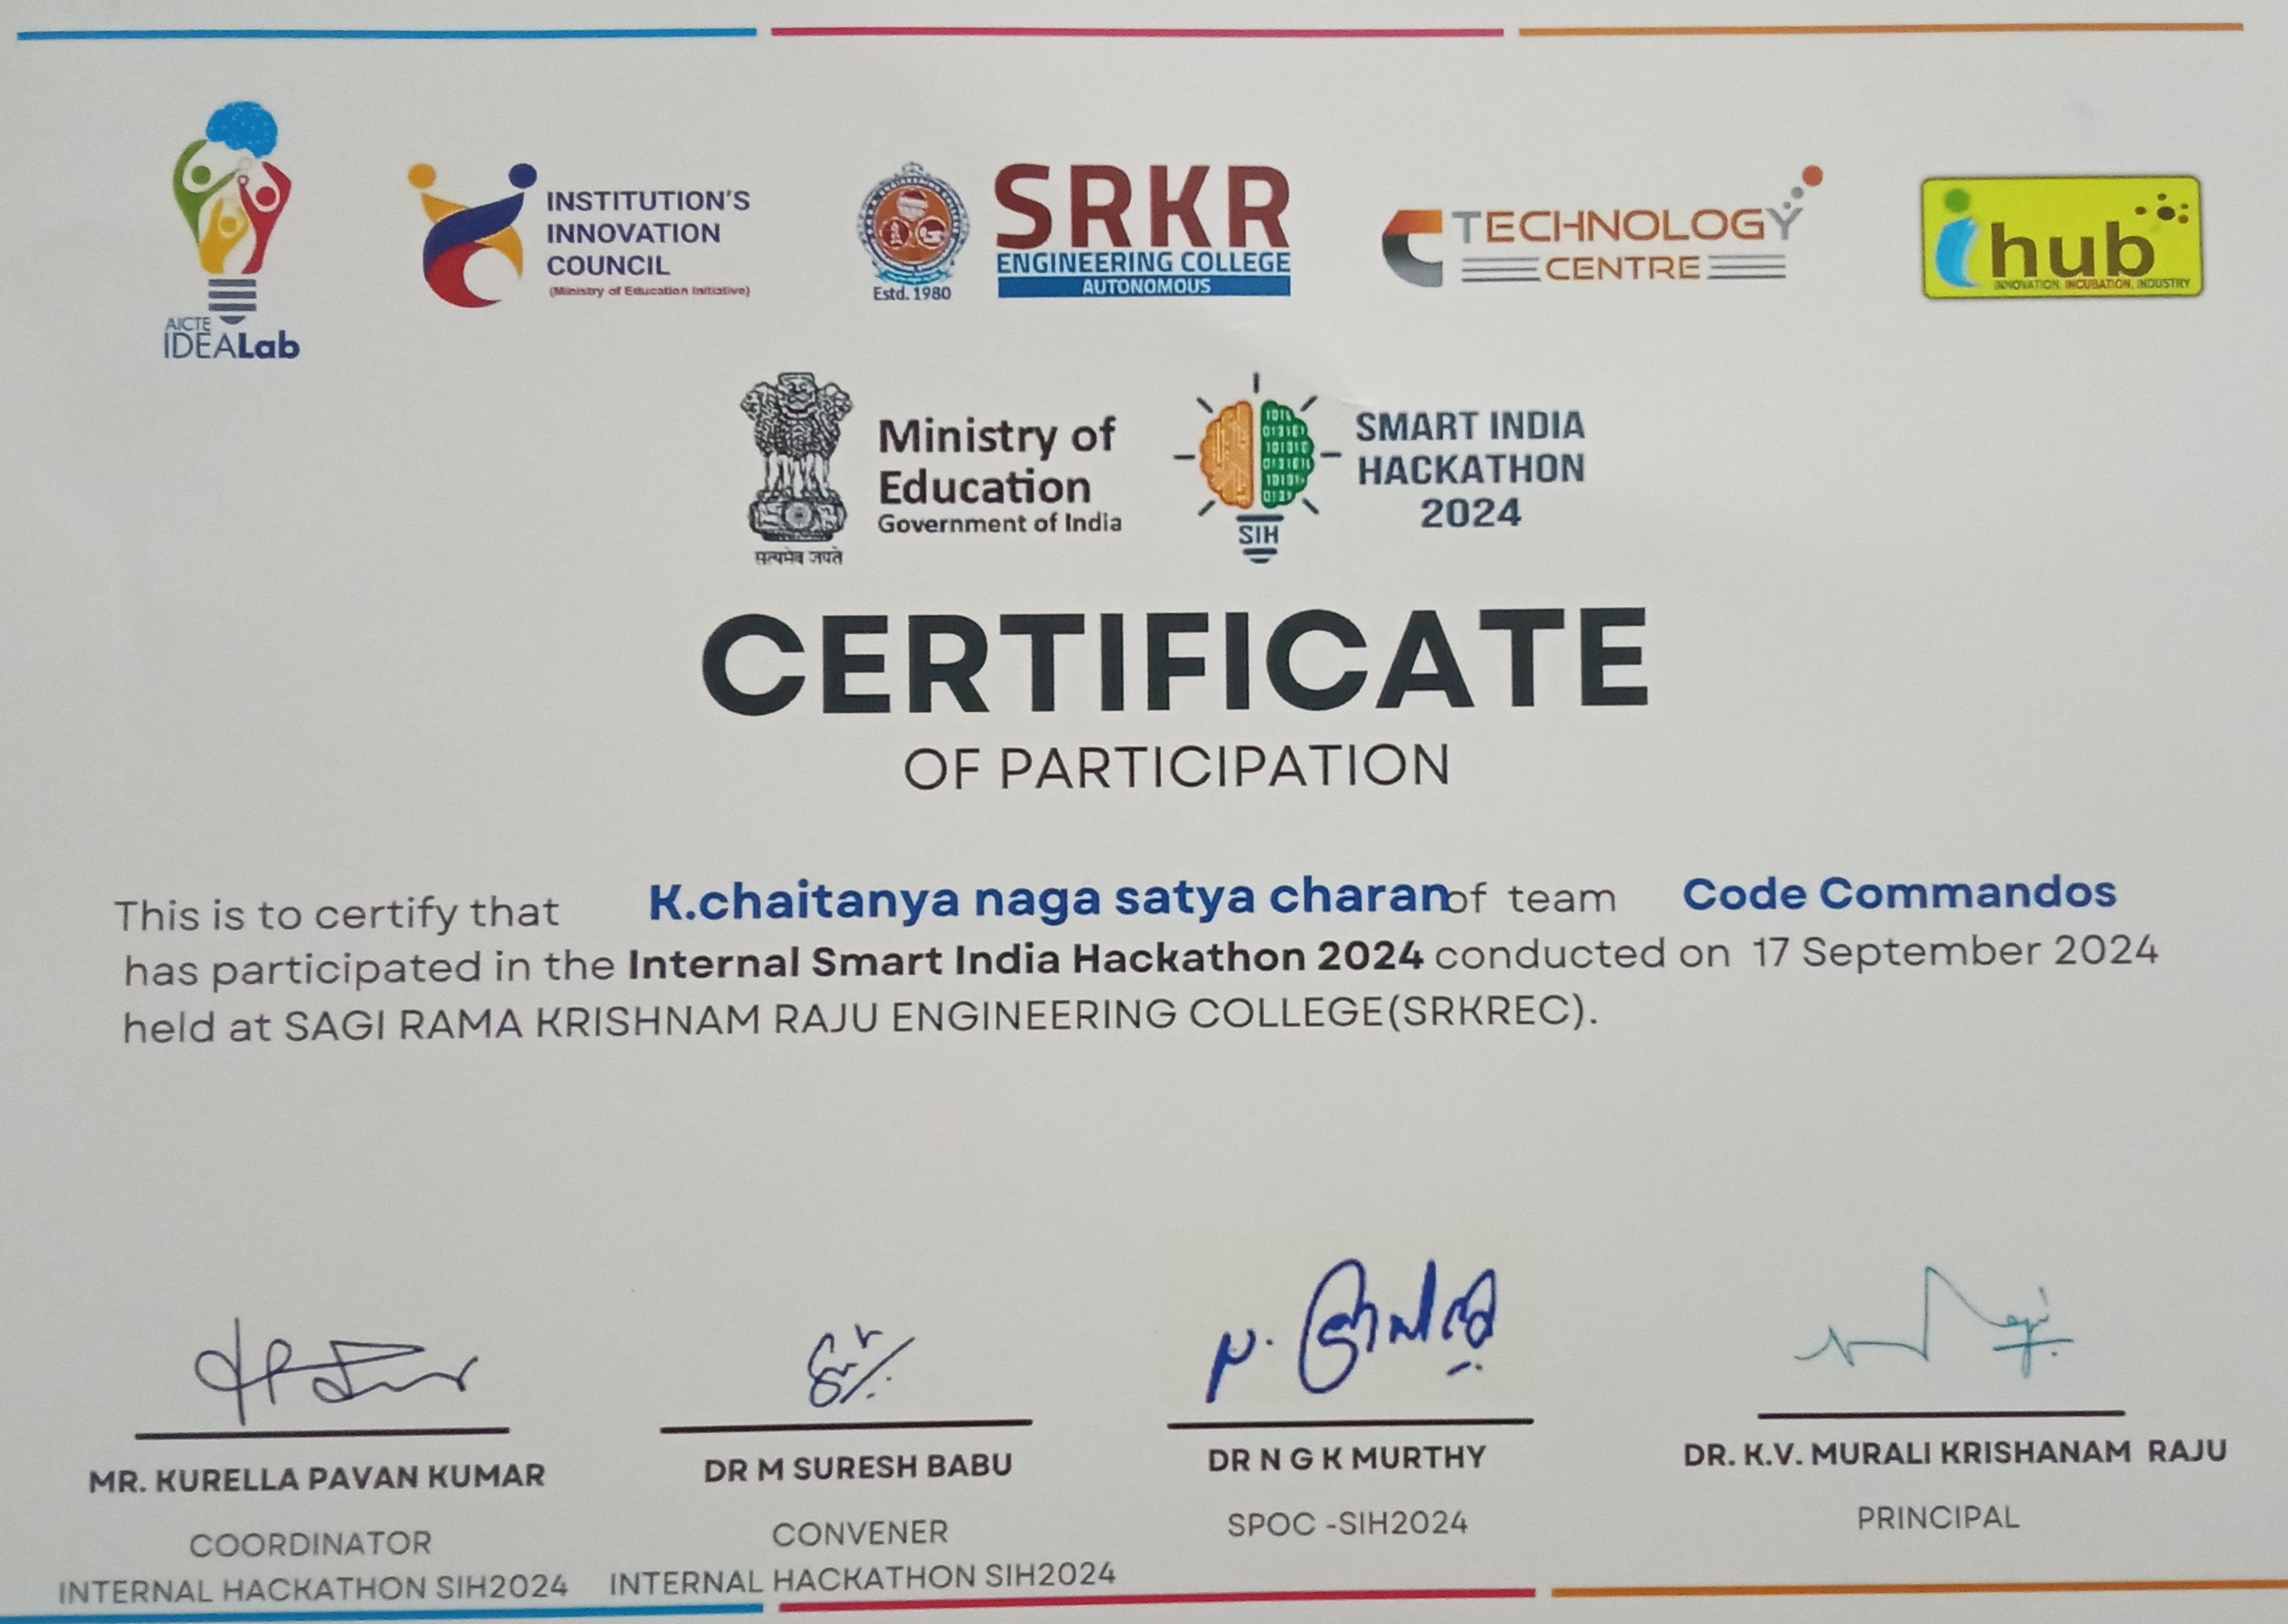 AICTE
IDEALab
INSTITUTION'S
INNOVATION
COUNCIL
(Ministry of Education Initiative)
Estd. 1980
SRKR
ENGINEERING COLLEGE
AUTONOMOUS
TECHNOLOGY
CENTRE
i hub
INNOVATION, INCUBATION, INDUSTRY
सत्यमेव जयते
Ministry of
Education
Government of India
SIH
SMART INDIA
HACKATHON
2024
CERTIFICATE
OF PARTICIPATION
This is to certify that K.chaitanya naga satya charan of team Code Commandos
has participated in the Internal Smart India Hackathon 2024 conducted on 17 September 2024
held at SAGI RAMA KRISHNAM RAJU ENGINEERING COLLEGE(SRKREC).
MR. KURELLA PAVAN KUMAR
COORDINATOR
INTERNAL HACKATHON SIH2024
DR M SURESH BABU
CONVENER
INTERNAL HACKATHON SIH2024
DR N G K MURTHY
SPOC -SIH2024
DR. K.V. MURALI KRISHANAM RAJU
PRINCIPAL